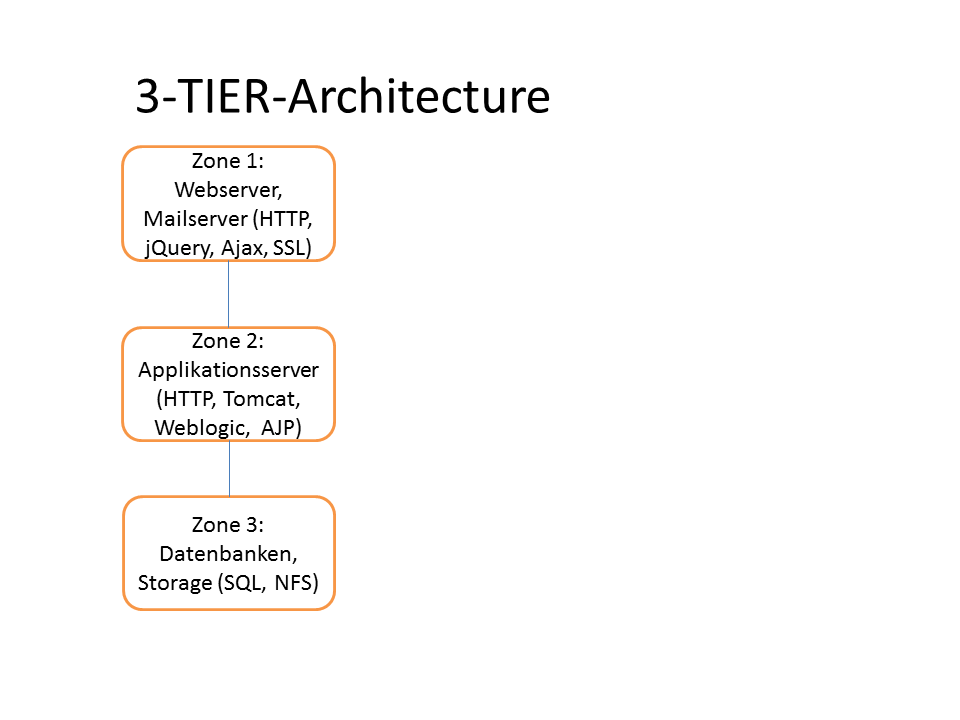 3-TIER-Architecture
Zone 1:
Webserver,
Mailserver (HTTP,
jQuery, Ajax, SSL)
Zone 2:
Applikationsserver
(HTTP, Tomcat,
Weblogic, AJP)
Zone 3:
Datenbanken,
Storage (SQL, NFS)